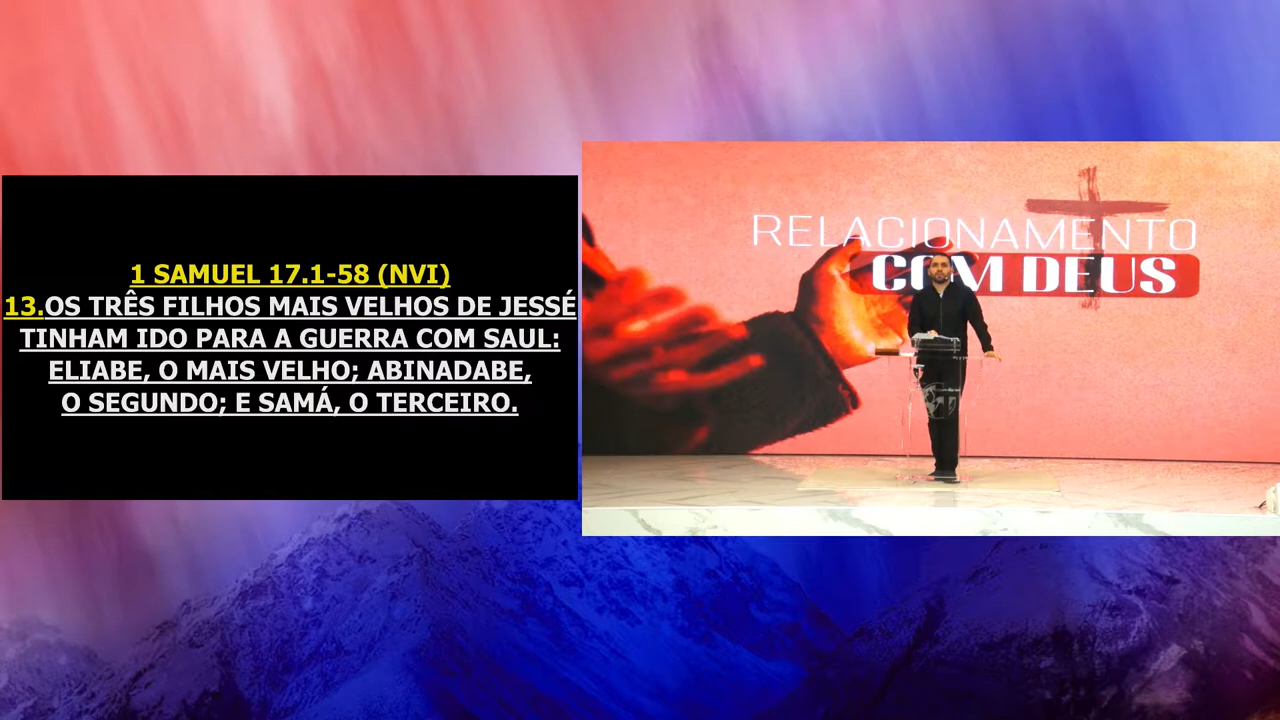 1 SAMUEL 17.1-58 (NVI)
13.OS TRÊS FILHOS MAIS VELHOS DE JESSÉ
TINHAM IDO PARA A GUERRA COM SAUL:
ELIABE, O MAIS VELHO; ABINADABE,
O SEGUNDO; E SAMÁ, O TERCEIRO.
RELACIONAMENTO
COM DEUS